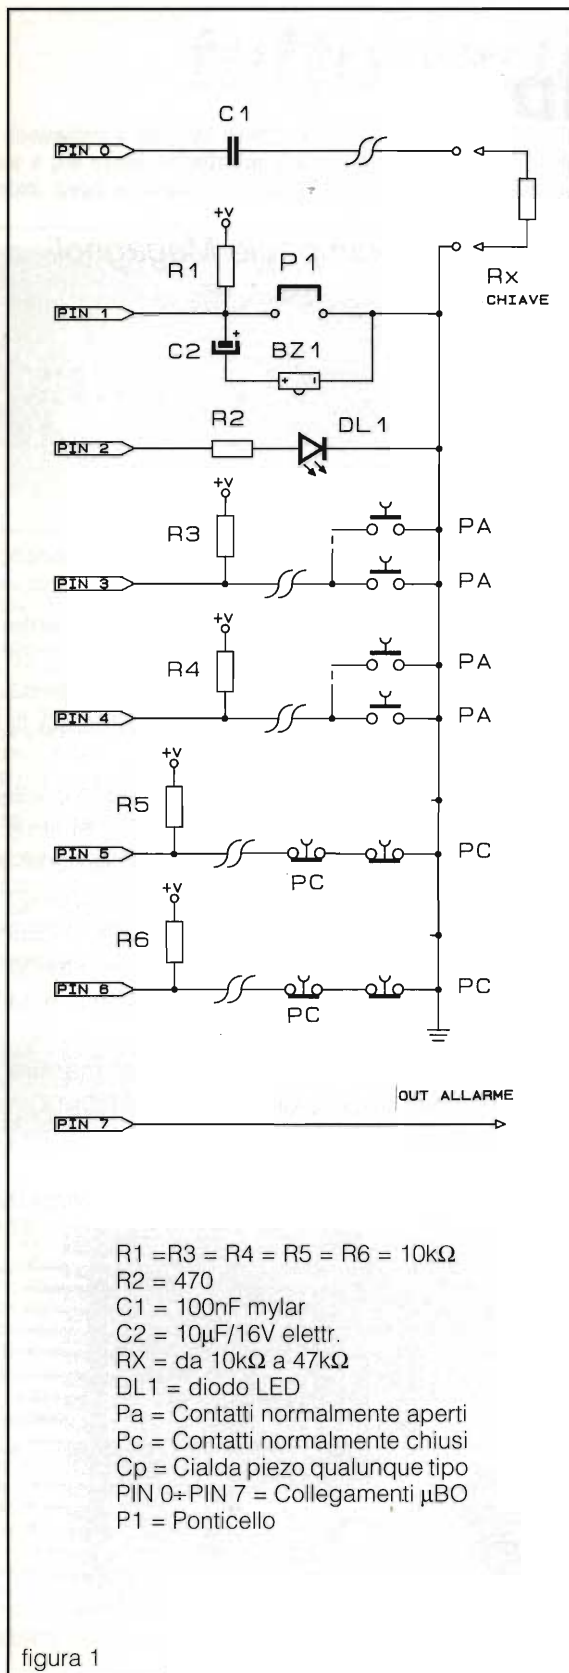 C1
PIN 0
+V
R1
P1
Rx
CHIAVE
PIN 1
+
C2
BZ1
+ -
R2
DL1
PIN 2
+V
R3
PA
PIN 3
PA
+V
R4
PA
PIN 4
PA
+V
R5
PIN 5
PC
PC
+V
R6
PIN 6
PC
PC
OUT ALLARME
PIN 7
R1 =R3 = R4 = R5 = R6 = 10kΩ
R2 = 470
C1 = 100nF mylar
C2 = 10µF/16V elettr.
RX = da 10kΩ a 47kΩ
DL1 = diodo LED
Pa = Contatti normalmente aperti
Pc = Contatti normalmente chiusi
Cp = Cialda piezo qualunque tipo
PIN 0÷PIN 7 = Collegamenti µBO
P1 = Ponticello
figura 1